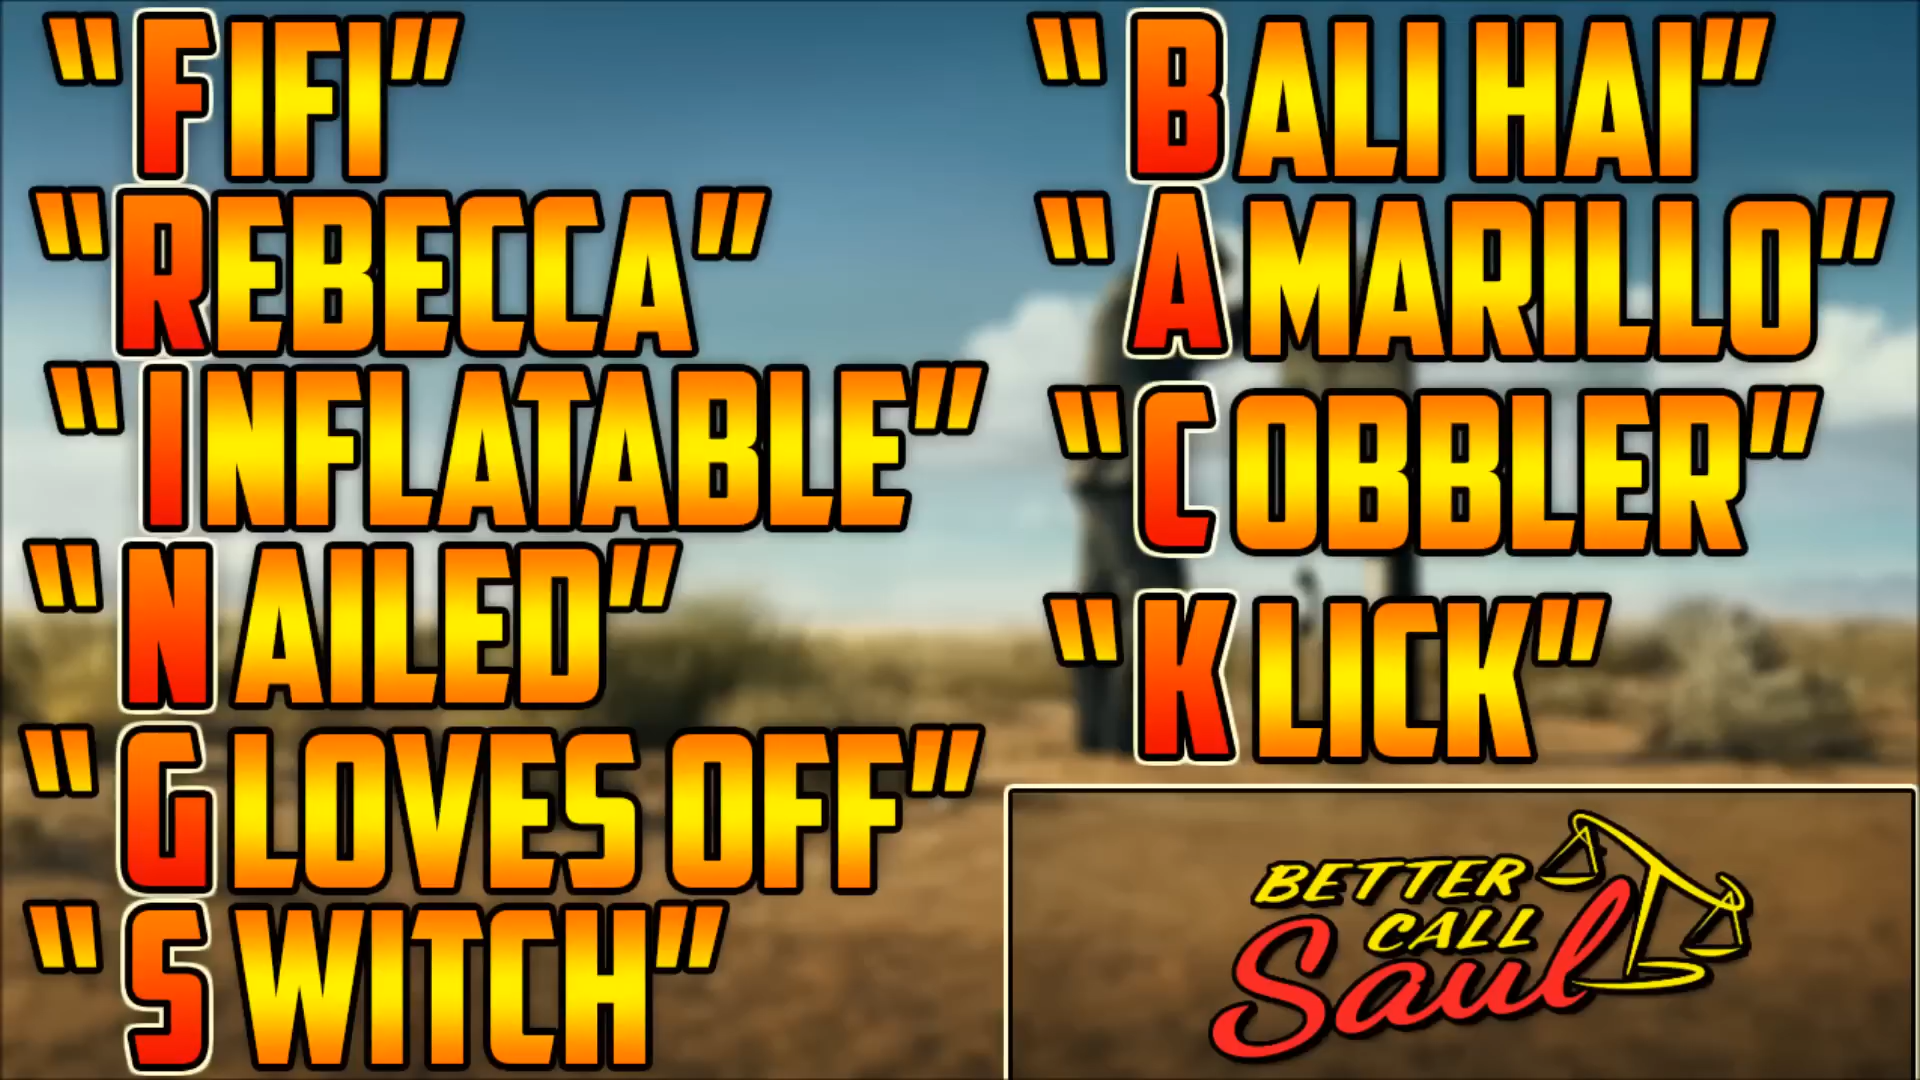 “FIFI”
“REBECCA”
“INFLATABLE”
“NAILED”
“GLOVES OFF”
“SWITCH”
“BALI HAI”
“AMARILLO”
“COBBLER”
“KLICK”
BETTER
CALL
Saul